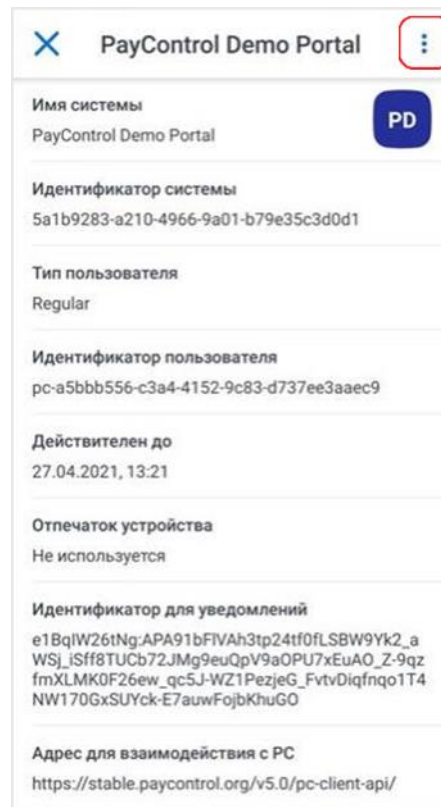 PayControl Demo Portal
Имя системы
PayControl Demo Portal
PD
Идентификатор системы
5a1b9283-a210-4966-9a01-b79e35c3d0d1
Тип пользователя
Regular
Идентификатор пользователя
pc-a5bbb556-c3a4-4152-9c83-d737ee3aaec9
Действителен до
27.04.2021, 13:21
Отпечаток устройства
Не используется
Идентификатор для уведомлений
e1BqIW26tNg:APA91bFIVAh3tp24tf0fLSBW9Yk2_a
WSj_iSff8TUCb72JMg9euQpV9aOPU7xEuAO_Z-9qz
fmXLMK0F26ew_qc5J-WZ1PezjeG_FvtvDiqfnqo1T4
NW170GxSUYck-E7auwFojbKhuGO
Адрес для взаимодействия с PC
https://stable.paycontrol.org/v5.0/pc-client-api/